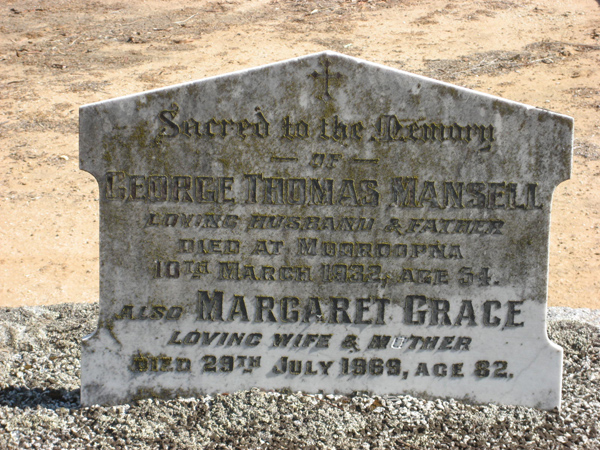 Sacred to the Memory
— OF —
GEORGE THOMAS MANSELL
LOVING HUSBAND & FATHER
DIED AT MOOROOPNA
10TH MARCH 1932, AGE 54.
ALSO MARGARET GRACE
LOVING WIFE & MOTHER
DIED 29TH JULY 1969, AGE 82.